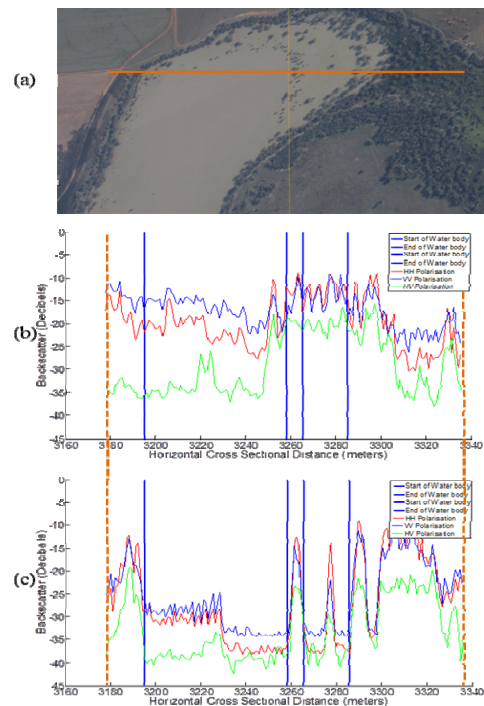 (a)
0
-5
-10
-15
-20
-25
-30
-35
-40
-45
Backscatter (Decibels)
(b)
Start of Water body
End of Water body
Start of Water body
End of Water body
HH Polarisation
VV Polarisation
HV Polarisation
3160 3180 3200 3220 3240 3260 3280 3300 3320 3340
Horizontal Cross Sectional Distance (meters)
0
-5
-10
-15
-20
-25
-30
-35
-40
-45
Backscatter (Decibels)
(c)
Start of Water body
End of Water body
Start of Water body
End of Water body
HH Polarisation
VV Polarisation
HV Polarisation
3160 3180 3200 3220 3240 3260 3280 3300 3320 3340
Horizontal Cross Sectional Distance (meters)